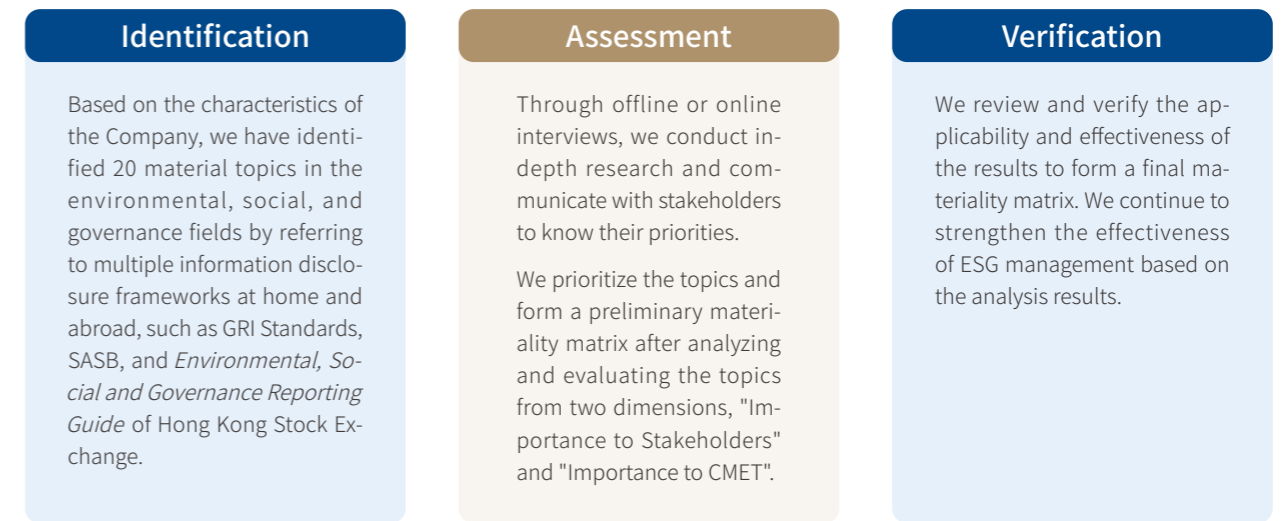 Identification
Based on the characteristics of
the Company, we have identi-
fied 20 material topics in the
environmental, social, and
governance fields by referring
to multiple information disclo-
sure frameworks at home and
abroad, such as GRI Standards,
SASB, and Environmental, So-
cial and Governance Reporting
Guide of Hong Kong Stock Ex-
change.
Assessment
Through offline or online
interviews, we conduct in-
depth research and com-
municate with stakeholders
to know their priorities.
We prioritize the topics and
form a preliminary materi-
ality matrix after analyzing
and evaluating the topics
from two dimensions, "Im-
portance to Stakeholders"
and "Importance to CMET".
Verification
We review and verify the ap-
plicability and effectiveness of
the results to form a final ma-
teriality matrix. We continue to
strengthen the effectiveness
of ESG management based on
the analysis results.